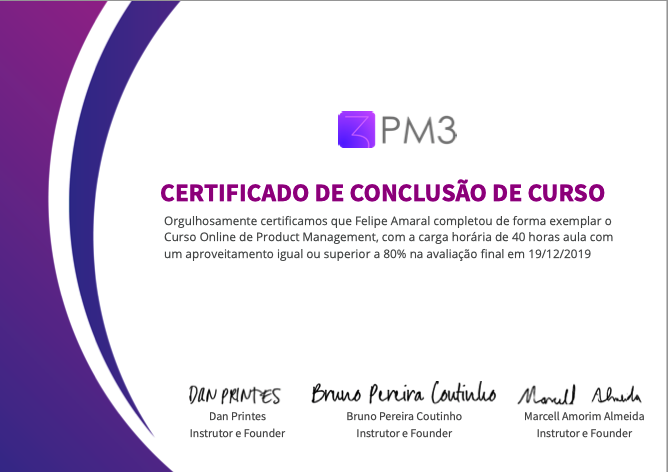 PM3
CERTIFICADO DE CONCLUSÃO DE CURSO
Orgulhosamente certificamos que Felipe Amaral completou de forma exemplar o
Curso Online de Product Management, com a carga horária de 40 horas aula com
um aproveitamento igual ou superior a 80% na avaliação final em 19/12/2019
DAN PRINTES Bruno Pereira Coutinho Marcell Almeida
Dan Printes Bruno Pereira Coutinho Marcell Amorim Almeida
Instrutor e Founder Instrutor e Founder Instrutor e Founder